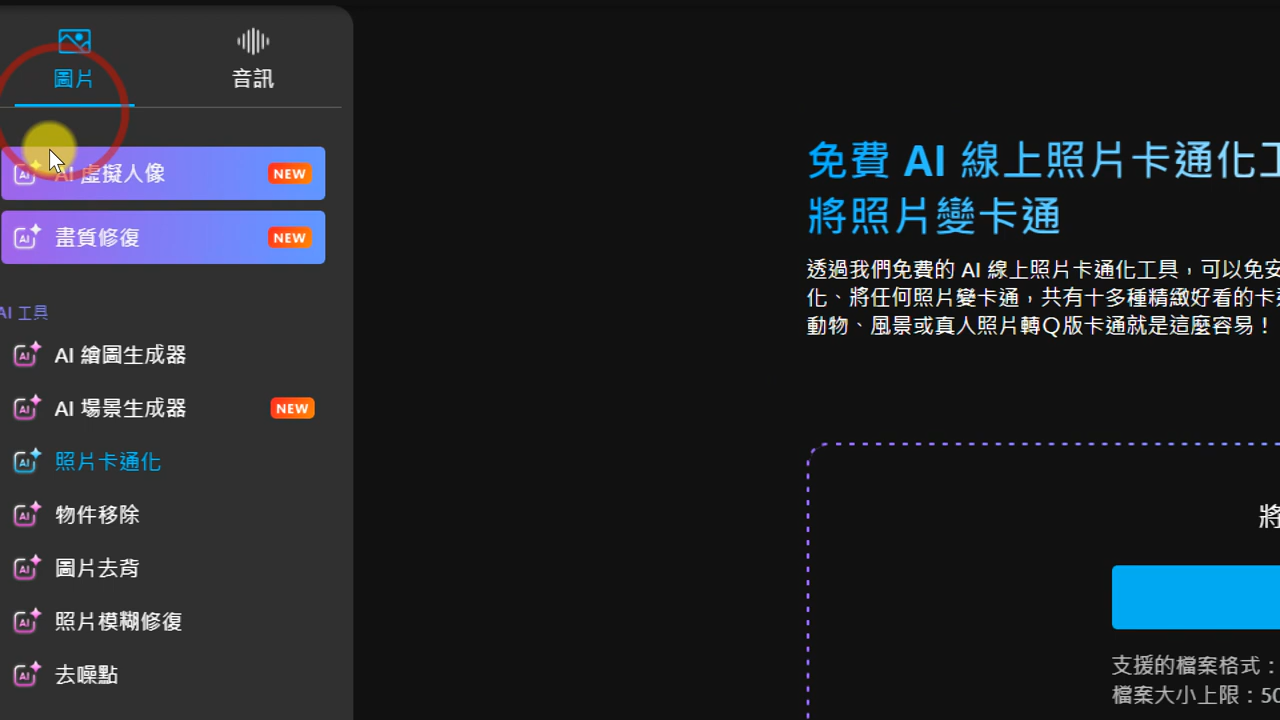 圖片
音訊
AI 虛擬人像 NEW
畫質修復 NEW
AI 工具
AI 繪圖生成器
AI 場景生成器 NEW
照片卡通化
物件移除
圖片去背
照片模糊修復
去噪點
免費 AI 線上照片卡通化工
將照片變卡通
透過我們免費的 AI 線上照片卡通化工具，可以免安
化、將任何照片變卡通，共有十多種精緻好看的卡通
動物、風景或真人照片轉Q版卡通就是這麼容易！
將
支援的檔案格式：
檔案大小上限：50